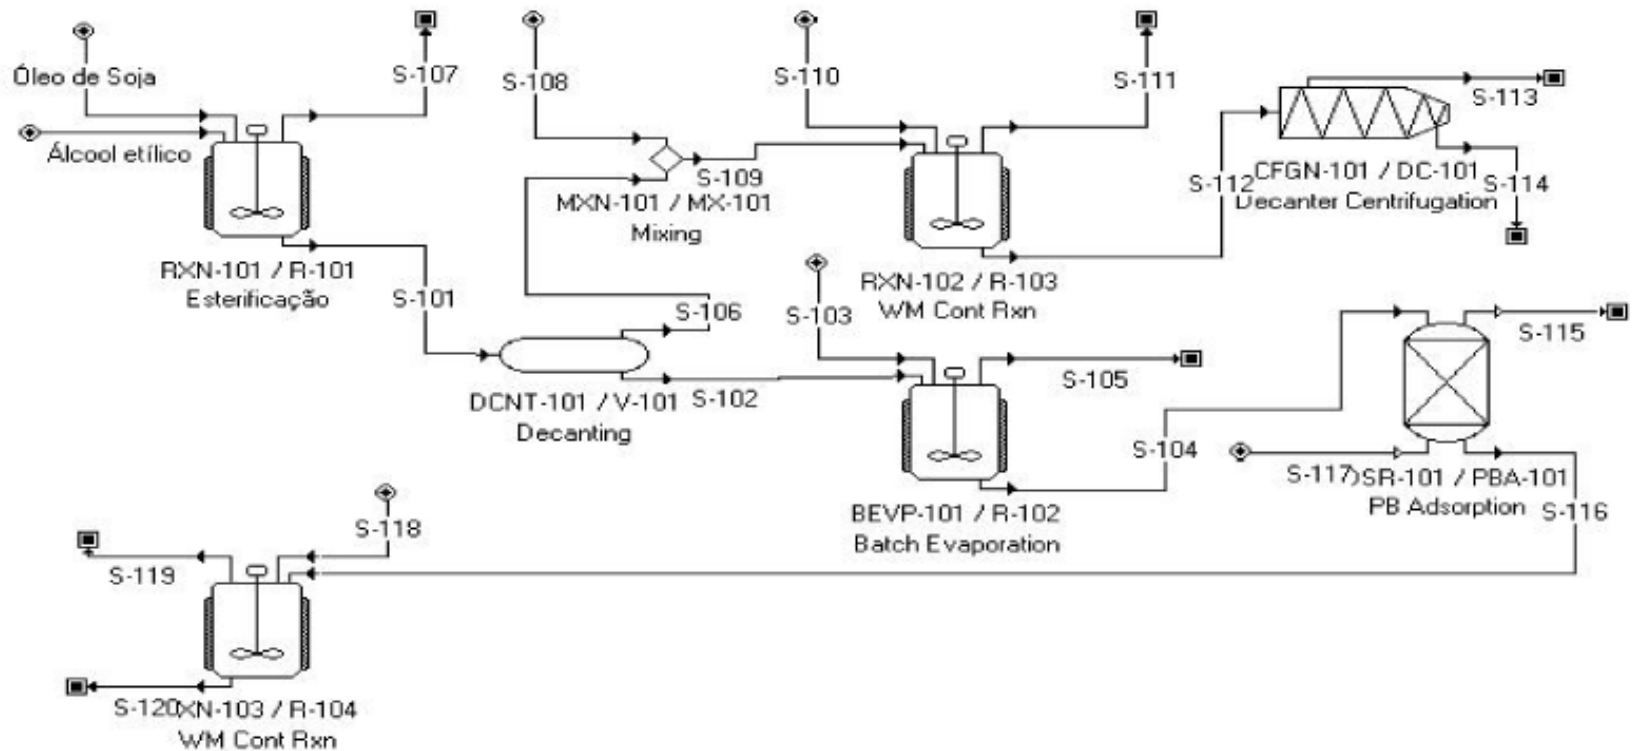 Óleo de Soja
Álcool etílico
S-107
RXN-101 / R-101
Esterificação
S-101
S-108
MXN-101 / MX-101
Mixing
S-109
S-106
DCNT-101 / V-101
Decanting
S-102
S-110
S-111
RXN-102 / R-103
WM Cont Rxn
S-112
S-113
CFGN-101 / DC-101
Decanter Centrifugation
S-114
S-103
S-105
BEVP-101 / R-102
Batch Evaporation
S-104
S-115
S-117
SR-101 / PBA-101
PB Adsorption
S-116
S-118
S-119
S-120
XN-103 / R-104
WM Cont Rxn